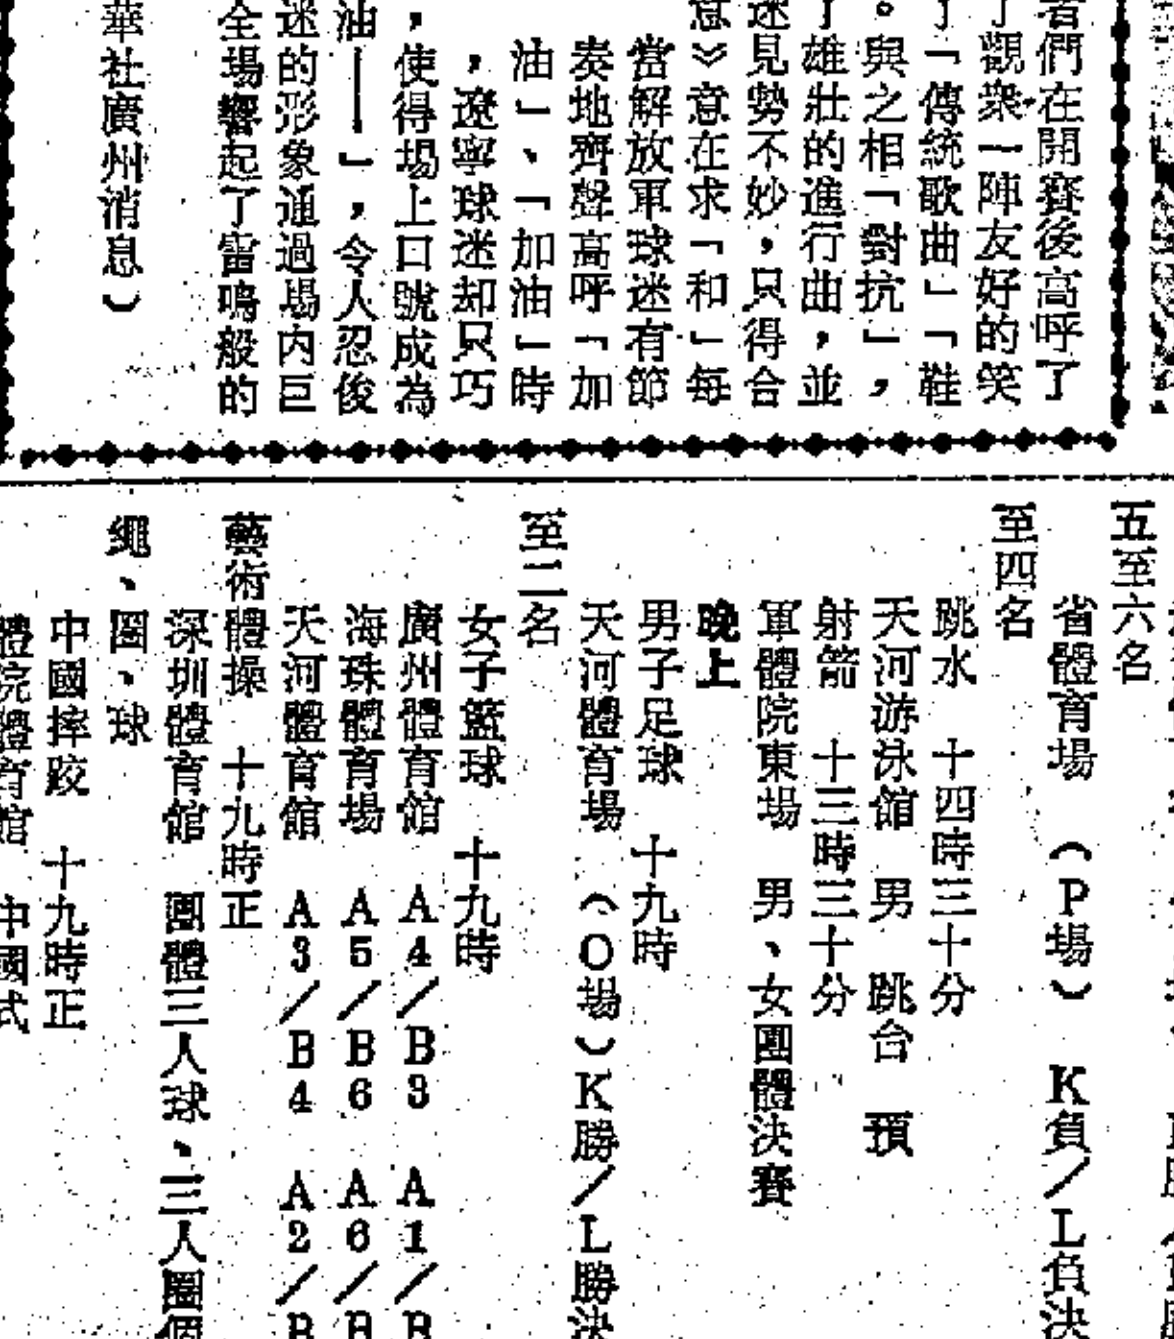 者們在開賽後高呼了
了觀衆一陣友好的笑
了「傳統歌曲」「鞋
。與之相「對抗」，
了雄壯的進行曲，並
迷見勢不妙，只得合
意》意在求「和」每
當解放軍球迷有節
奏地齊聲高呼「加
油」、「加油」時
，遼寧球迷却只巧
，使得場上口號成為
油——」，令人忍俊
迷的形象通過場内巨
全場響起了雷鳴般的
華社廣州消息）
五至六名
省體育場 （P場） K負／L負決
至四名
跳水 十四時三十分
天河游泳館 男 跳台 預
射箭 十三時三十分
軍體院東場 男、女團體決賽
晚上
男子足球 十九時
天河體育場 （O場）K勝／L勝決
至二名
女子籃球 十九時
廣州體育館 A4／B3 A1／B
海珠體育場 A5／B6 A6／B
天河體育館 A3／B4 A2／B
藝術體操 十九時正
深圳體育館 團體三人球、三人圈個
繩、圈、球
中國摔跤 十九時正
體院體育館 中國式